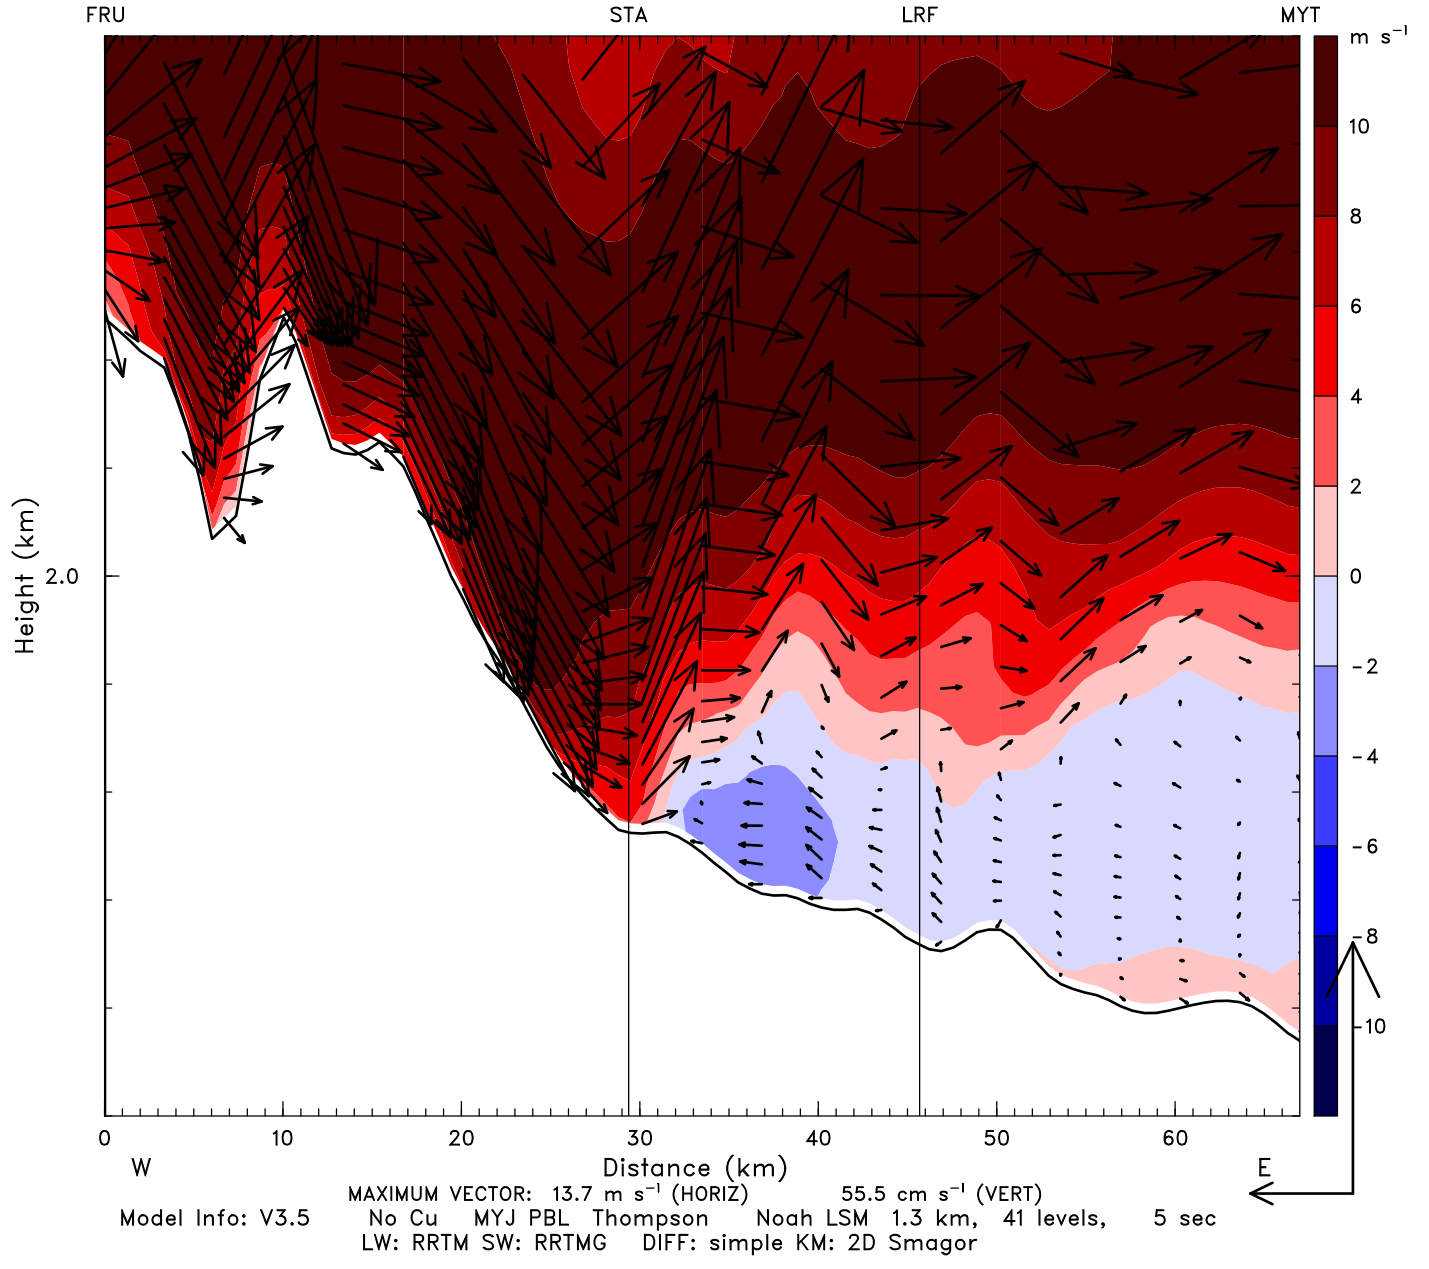 FRU STA LRF MYT
m s⁻¹
10
8
6
4
2
0
-2
-4
-6
-8
-10
Height (km)
2.0
0 10 20 30 40 50 60
W Distance (km) E
MAXIMUM VECTOR: 13.7 m s⁻¹ (HORIZ) 55.5 cm s⁻¹ (VERT)
Model Info: V3.5 No Cu MYJ PBL Thompson Noah LSM 1.3 km, 41 levels, 5 sec
LW: RRTM SW: RRTMG DIFF: simple KM: 2D Smagor